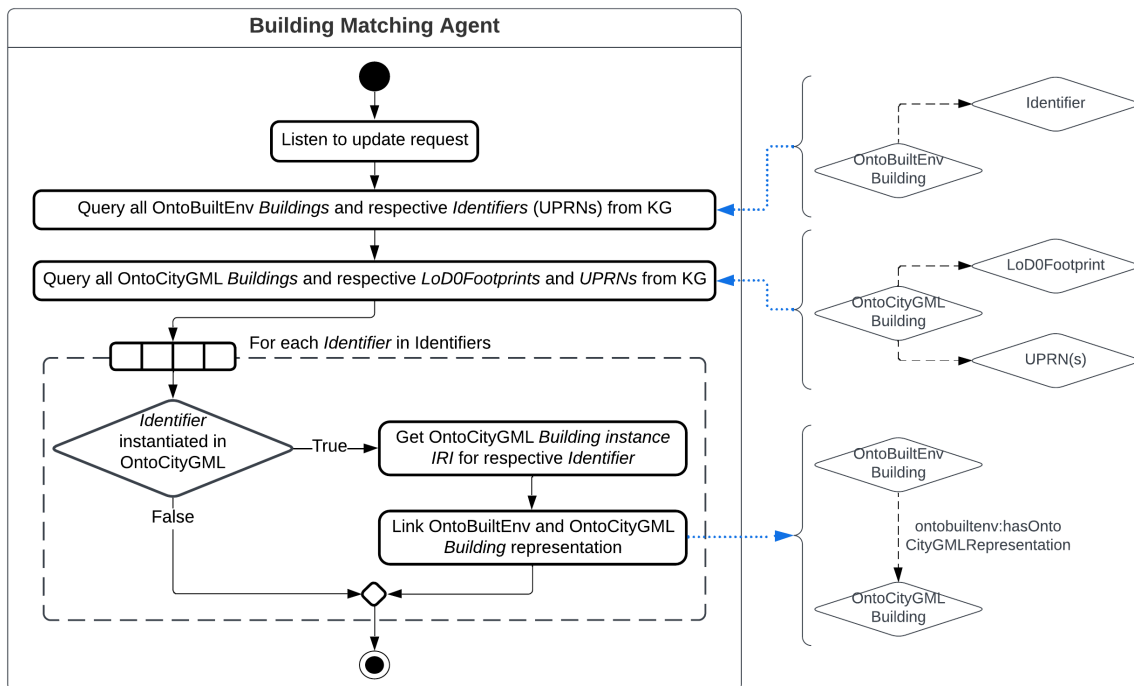 Building Matching Agent
Listen to update request
Query all OntoBuiltEnv Buildings and respective Identifiers (UPRNs) from KG
Query all OntoCityGML Buildings and respective LoD0Footprints and UPRNs from KG
For each Identifier in Identifiers
Identifier
instantiated in
OntoCityGML
True
Get OntoCityGML Building instance
IRI for respective Identifier
False
Link OntoBuiltEnv and OntoCityGML
Building representation
Identifier
OntoBuiltEnv
Building
LoD0Footprint
OntoCityGML
Building
UPRN(s)
OntoBuiltEnv
Building
ontobuiltenv:hasOnto
CityGMLRepresentation
OntoCityGML
Building